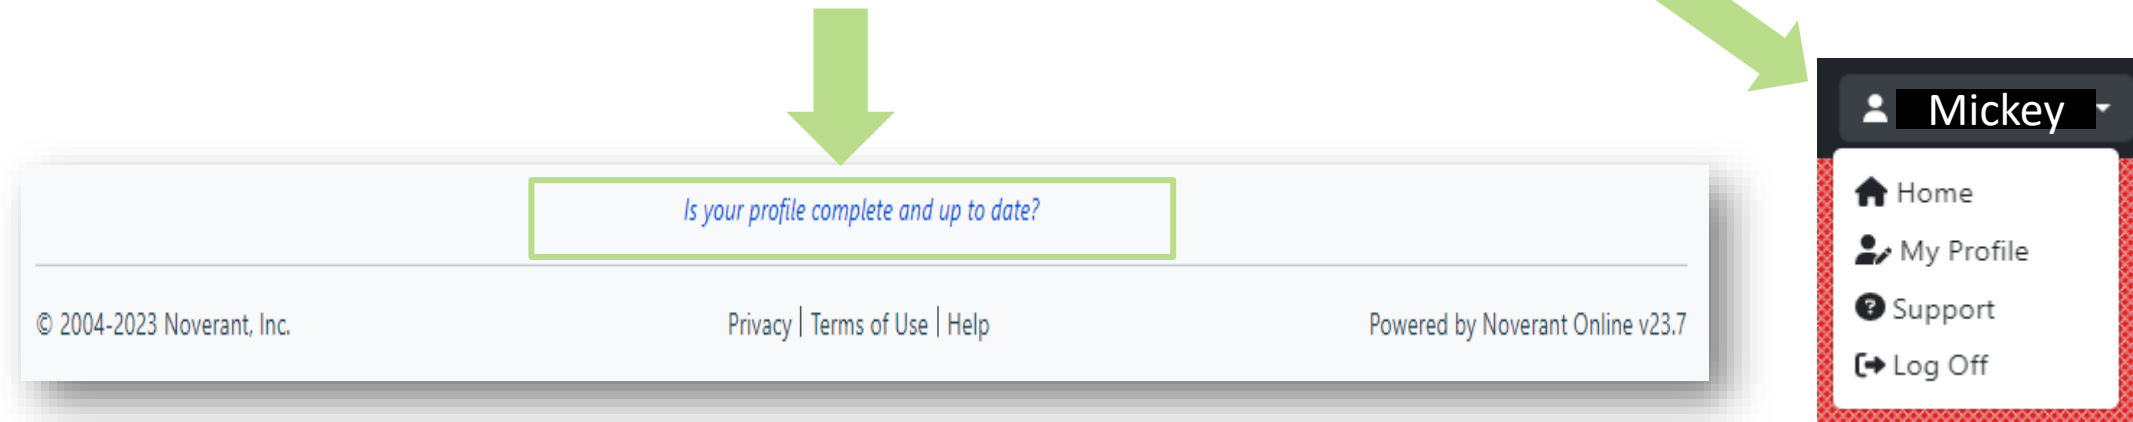 Is your profile complete and up to date?
© 2004-2023 Noverant, Inc.
Privacy | Terms of Use | Help
Powered by Noverant Online v23.7
Mickey
Home
My Profile
Support
Log Off